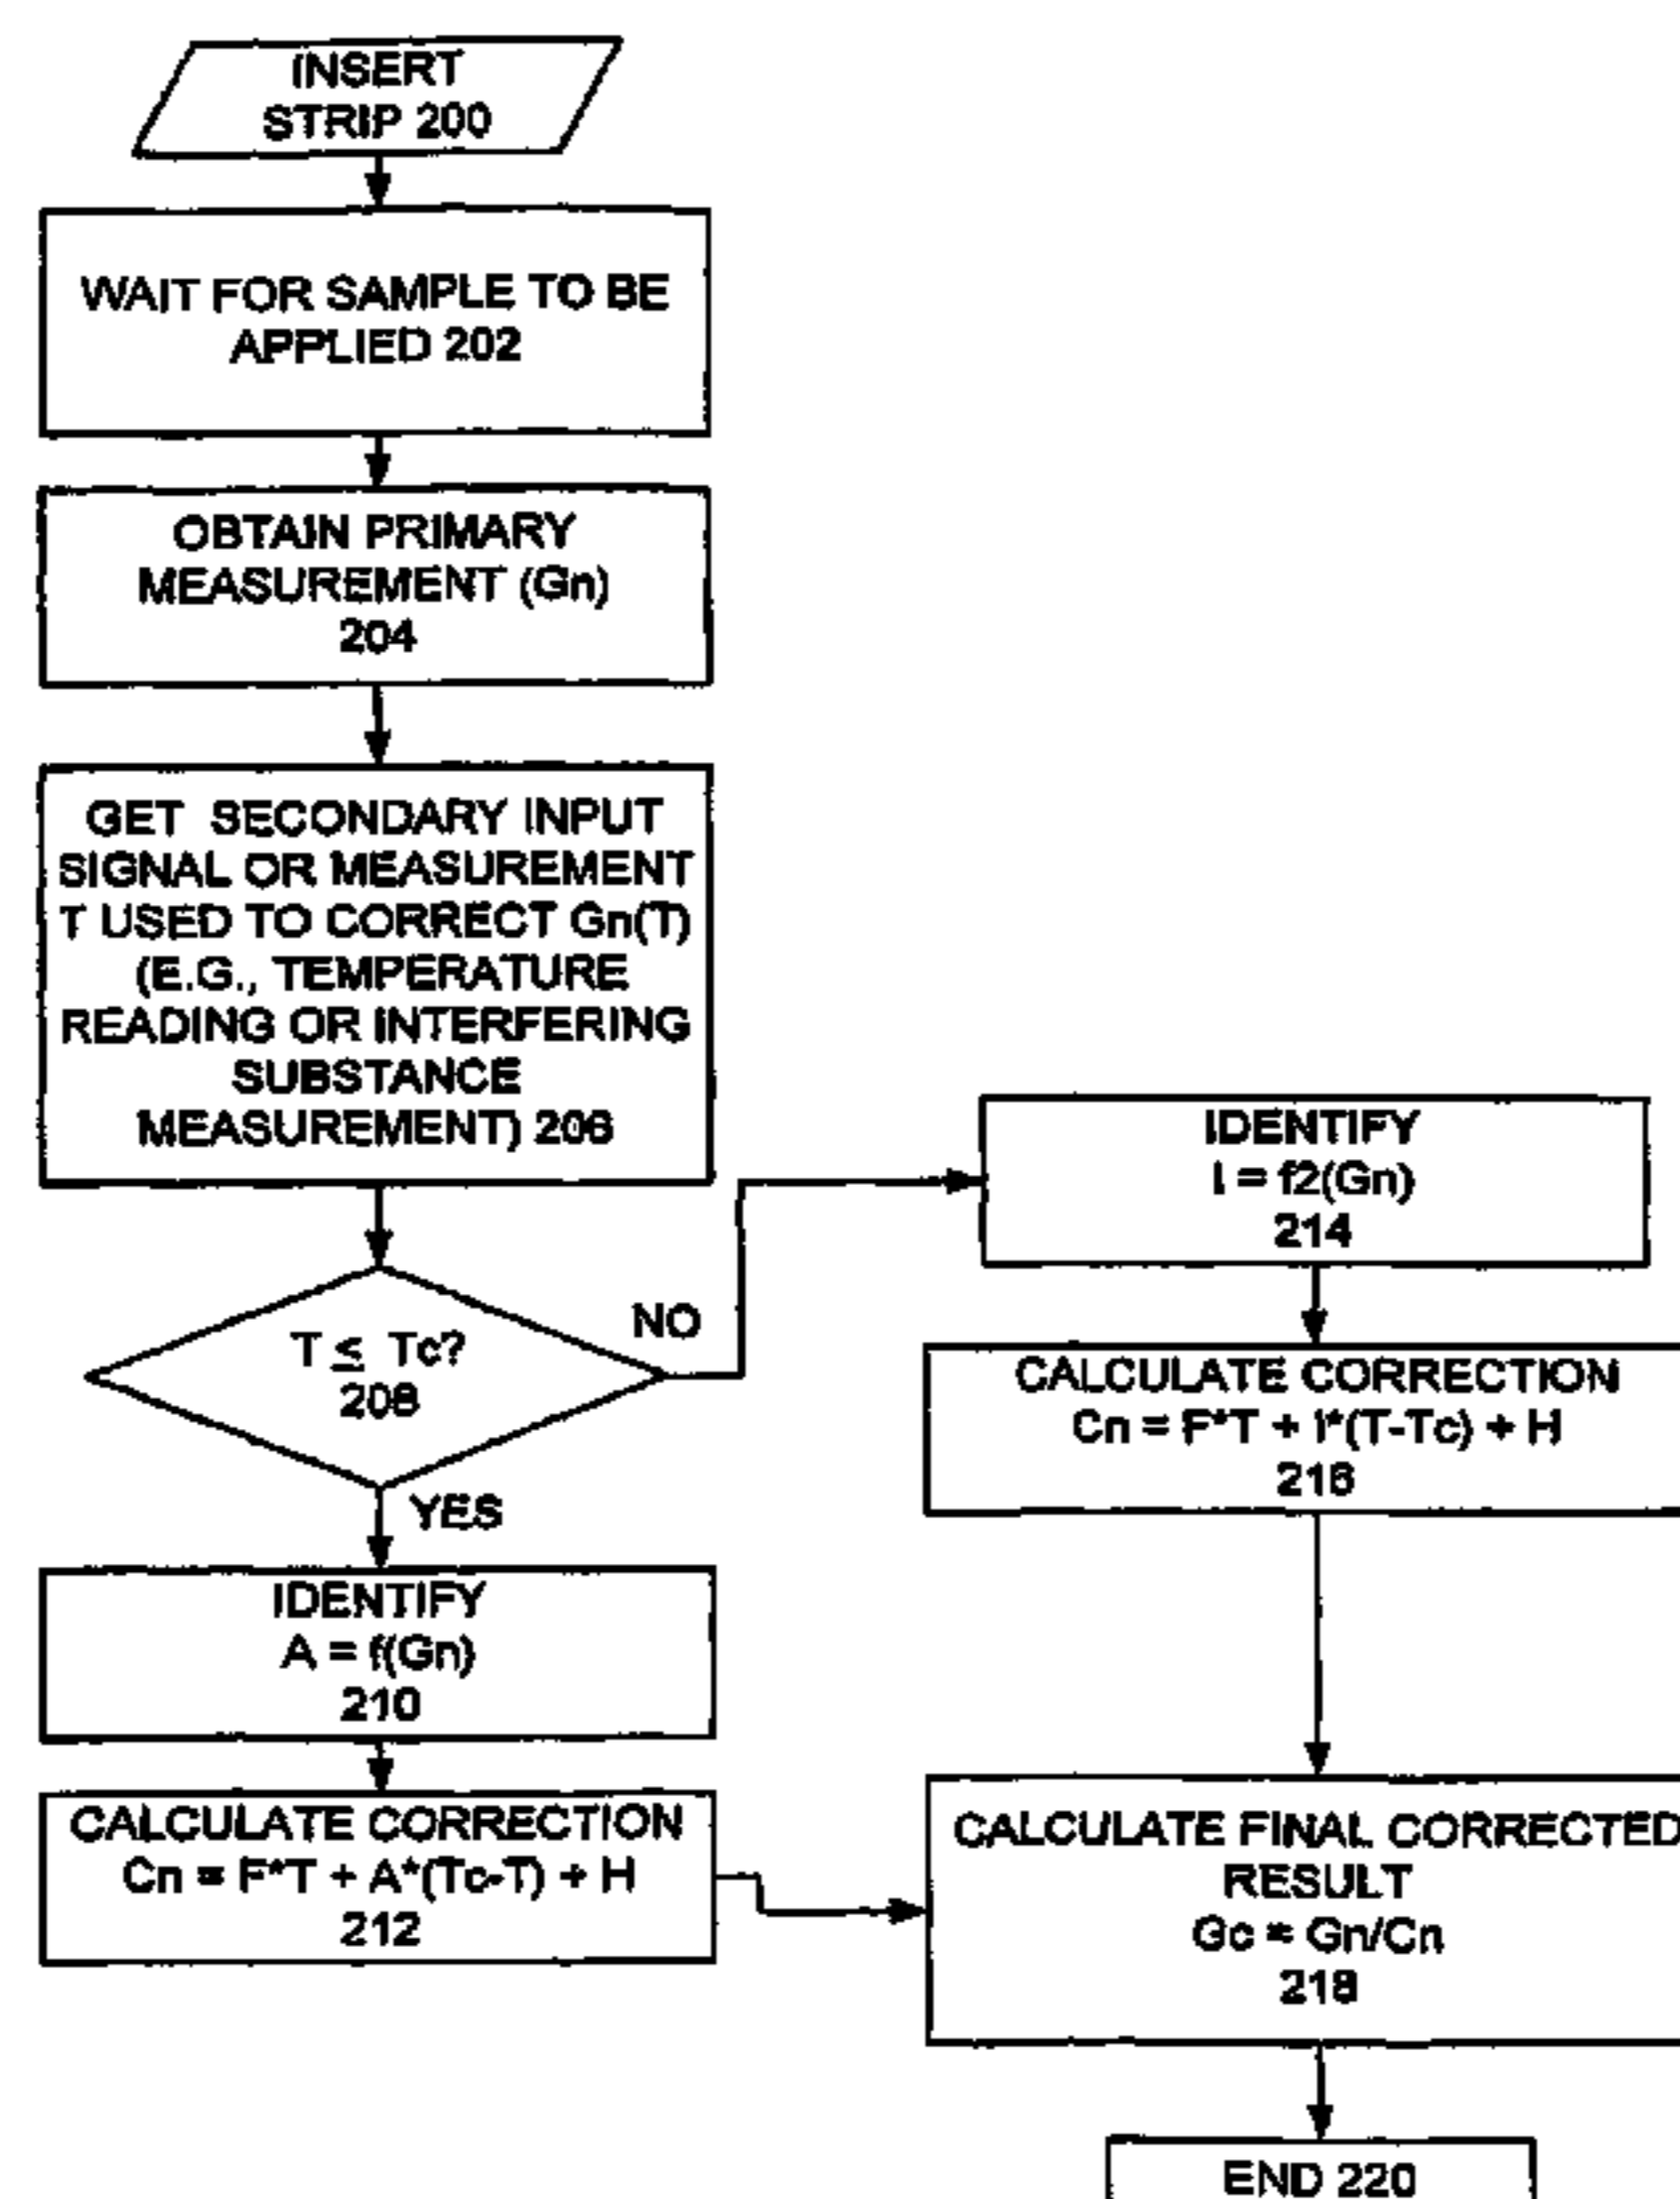 INSERT
STRIP 200
WAIT FOR SAMPLE TO BE
APPLIED 202
OBTAIN PRIMARY
MEASUREMENT (Gn)
204
GET SECONDARY INPUT
SIGNAL OR MEASUREMENT
T USED TO CORRECT Gn(T)
(E.G., TEMPERATURE
READING OR INTERFERING
SUBSTANCE
MEASUREMENT) 206
T ≤ Tc?
208
NO
YES
IDENTIFY
A = f(Gn)
210
CALCULATE CORRECTION
Cn = F*T + A*(Tc-T) + H
212
IDENTIFY
I = f2(Gn)
214
CALCULATE CORRECTION
Cn = F*T + I*(T-Tc) + H
216
CALCULATE FINAL CORRECTED
RESULT
Gc = Gn/Cn
218
END 220